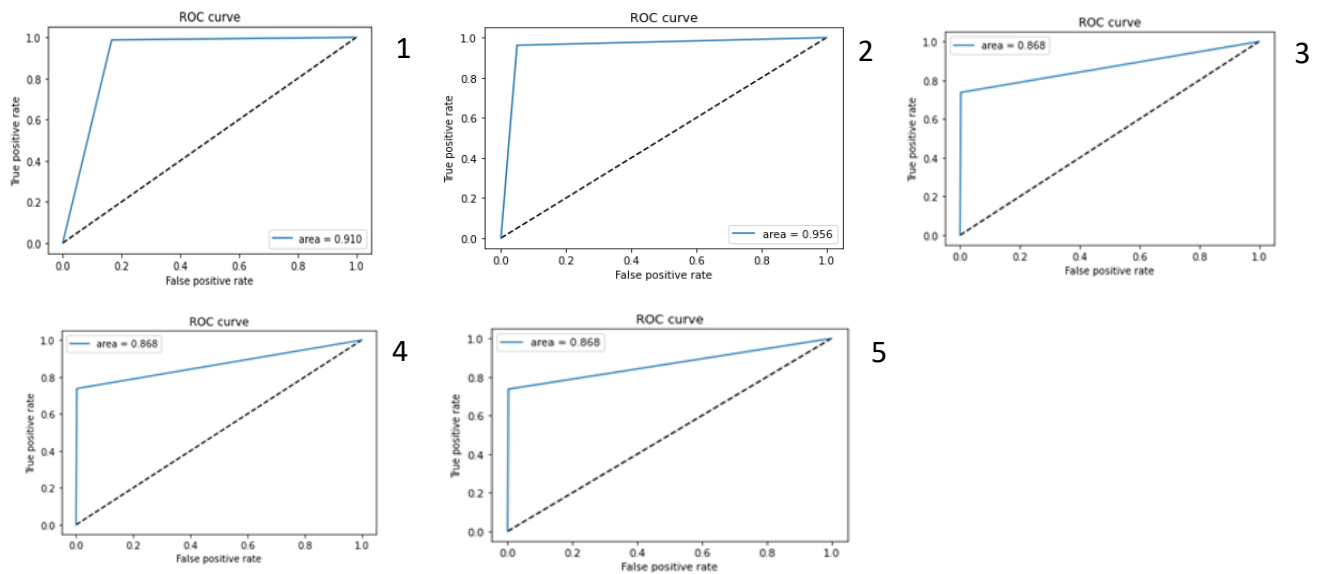 ROC curve
1.0
0.8
0.6
0.4
0.2
0.0
True positive rate
area = 0.910
0.0 0.2 0.4 0.6 0.8 1.0
False positive rate
1
ROC curve
1.0
0.8
0.6
0.4
0.2
0.0
True positive rate
area = 0.956
0.0 0.2 0.4 0.6 0.8 1.0
False positive rate
2
ROC curve
area = 0.868
1.0
0.8
0.6
0.4
0.2
0.0
True positive rate
0.0 0.2 0.4 0.6 0.8 1.0
False positive rate
3
ROC curve
area = 0.868
1.0
0.8
0.6
0.4
0.2
0.0
True positive rate
0.0 0.2 0.4 0.6 0.8 1.0
False positive rate
4
ROC curve
area = 0.868
1.0
0.8
0.6
0.4
0.2
0.0
True positive rate
0.0 0.2 0.4 0.6 0.8 1.0
False positive rate
5